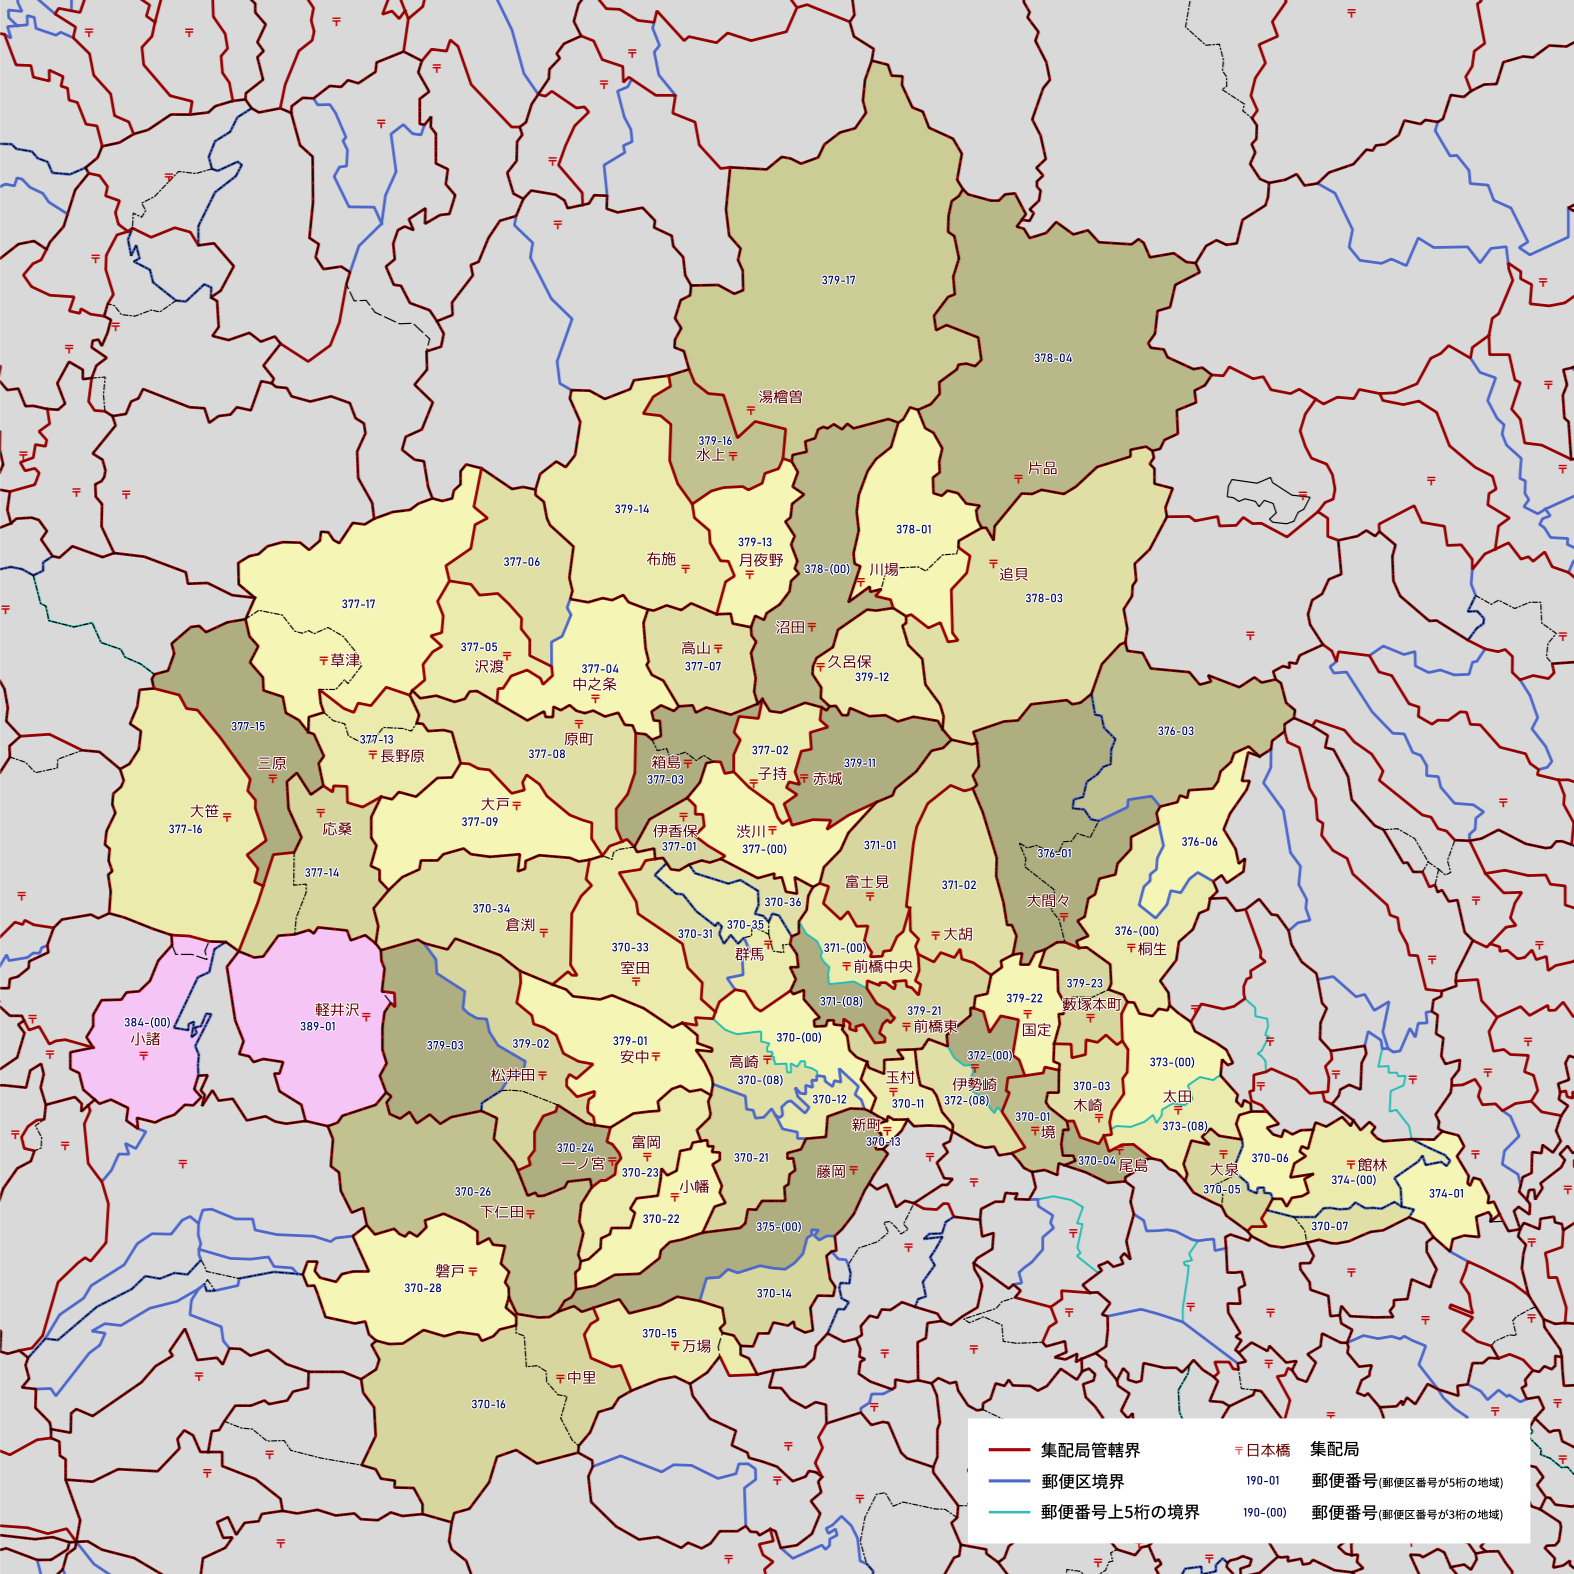 379-17
378-04
湯檜曽
379-16
水上
片品
379-14
378-01
379-13
月夜野
布施
377-06
378-(00)
川場
追貝
378-03
377-17
沼田
草津
377-05
沢渡
377-04
中之条
高山
377-07
久呂保
379-12
377-15
三原
377-13
長野原
原町
377-08
箱島
377-03
377-02
子持
379-11
赤城
376-03
大笹
377-16
応桑
377-14
大戸
377-09
伊香保
377-01
渋川
377-(00)
371-01
富士見
371-02
大胡
376-01
大間々
376-06
376-(00)
桐生
370-34
倉渕
370-33
室田
370-31
370-35
370-36
群馬
371-(00)
前橋中央
371-(08)
379-21
前橋東
379-22
国定
379-23
藪塚本町
384-(00)
小諸
軽井沢
389-01
379-03
379-02
松井田
379-01
安中
370-(00)
高崎
370-(08)
370-12
玉村
370-11
372-(00)
伊勢崎
372-(08)
370-01
境
370-03
木崎
373-(00)
太田
373-(08)
370-04
尾島
大泉
370-05
370-06
館林
374-(00)
374-01
370-07
新町
370-13
370-24
一ノ宮
富岡
370-23
小幡
370-22
370-21
藤岡
375-(00)
370-26
下仁田
磐戸
370-28
370-14
370-15
万場
中里
370-16
集配局管轄界
〒日本橋 集配局
郵便区境界
190-01 郵便番号(郵便区番号が5桁の地域)
郵便番号上5桁の境界
190-(00) 郵便番号(郵便区番号が3桁の地域)